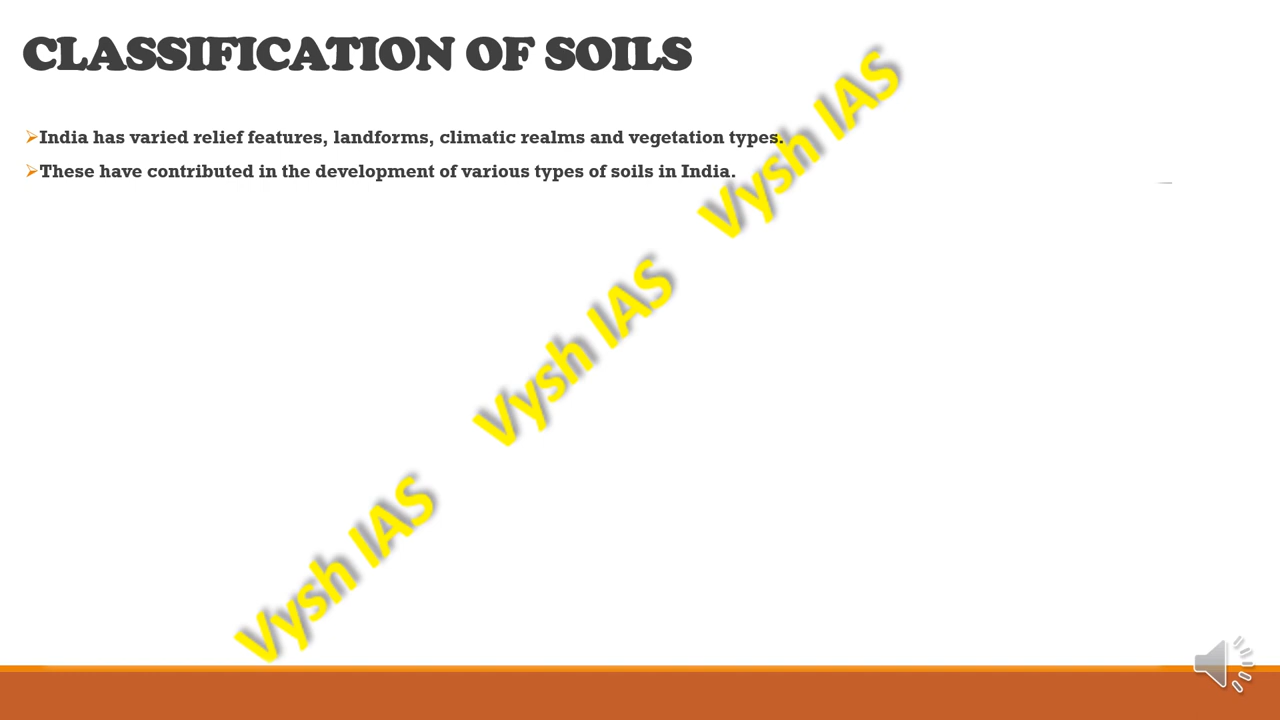 CLASSIFICATION OF SOILS
India has varied relief features, landforms, climatic realms and vegetation types.
These have contributed in the development of various types of soils in India.
Vysh IAS
Vysh IAS
Vysh IAS